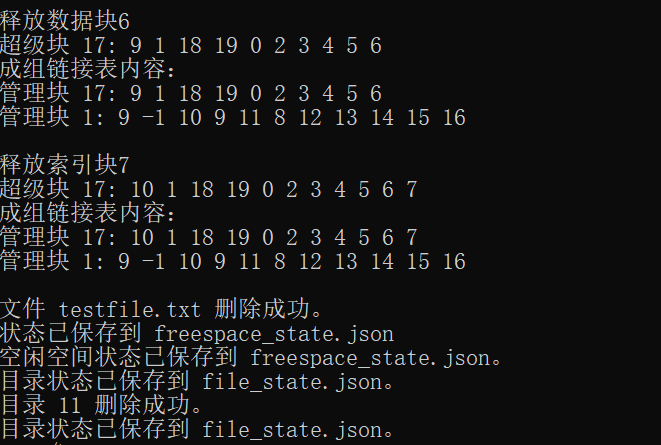 释放数据块6
超级块 17: 9 1 18 19 0 2 3 4 5 6
成组链接表内容：
管理块 17: 9 1 18 19 0 2 3 4 5 6
管理块 1: 9 -1 10 9 11 8 12 13 14 15 16
释放索引块7
超级块 17: 10 1 18 19 0 2 3 4 5 6 7
成组链接表内容：
管理块 17: 10 1 18 19 0 2 3 4 5 6 7
管理块 1: 9 -1 10 9 11 8 12 13 14 15 16
文件 testfile.txt 删除成功。
状态已保存到 freespace_state.json
空闲空间状态已保存到 freespace_state.json。
目录状态已保存到 file_state.json。
目录 11 删除成功。
目录状态已保存到 file_state.json。